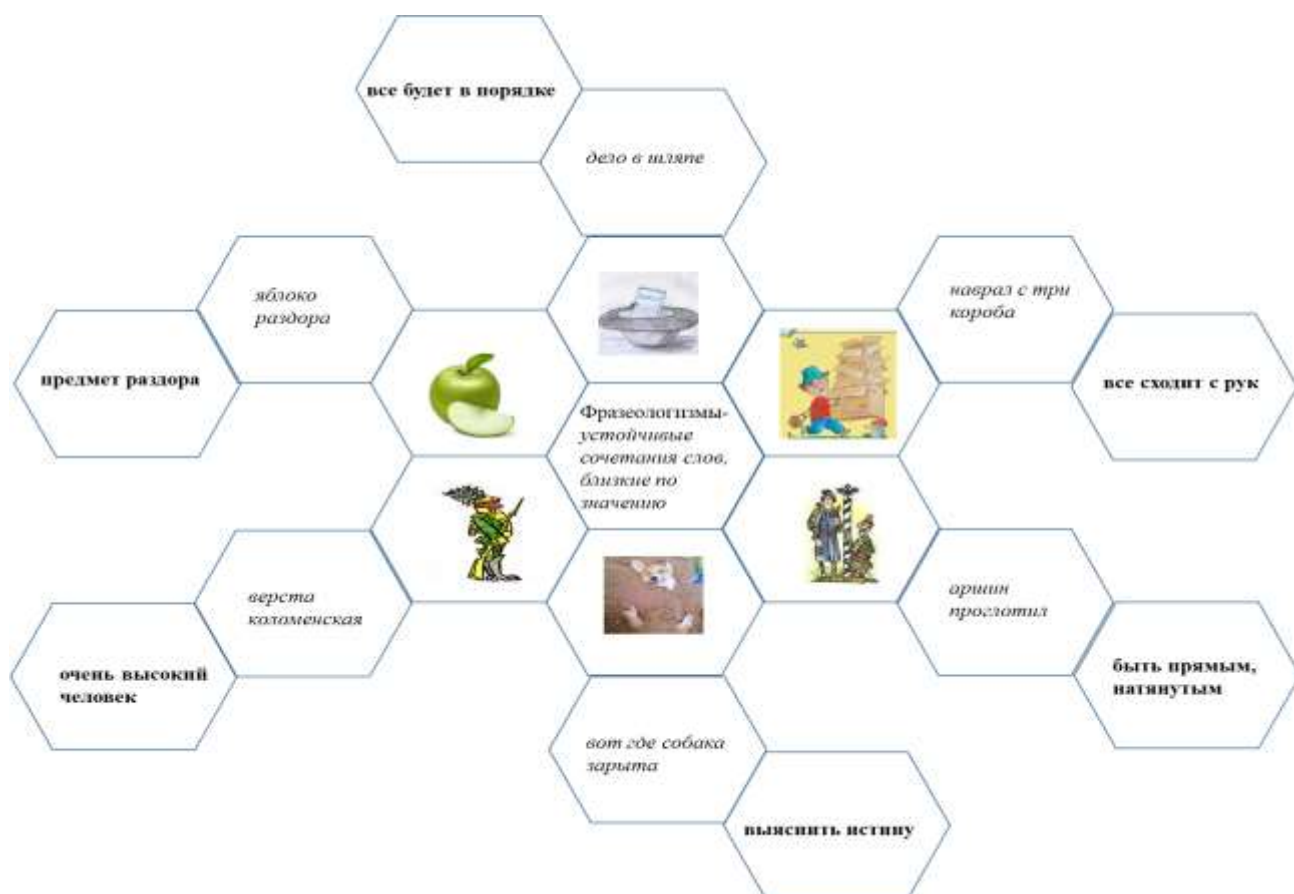 все будет в порядке
дело в шляпе
яблоко
раздора
наврал с три
короба
предмет раздора
все сходит с рук
Фразеологизмы-
устойчивые
сочетания слов,
близкие по
значению
верста
коломенская
аршин
проглотил
очень высокий
человек
быть прямым,
натянутым
вот где собака
зарыта
выяснить истину